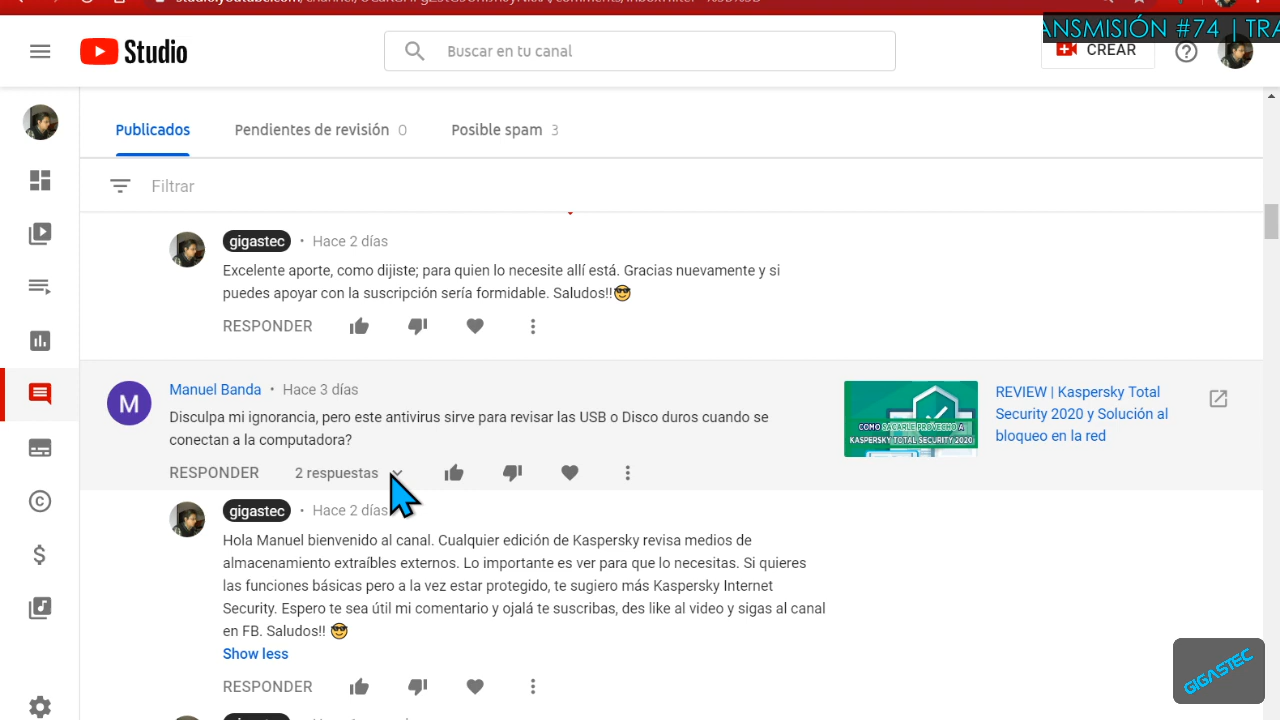 Studio
Buscar en tu canal
ANSMISIÓN #74 | TRA
CREAR
Publicados
Pendientes de revisión 0
Posible spam 3
Filtrar
gigastec • Hace 2 días
Excelente aporte, como dijiste; para quien lo necesite allí está. Gracias nuevamente y si
puedes apoyar con la suscripción sería formidable. Saludos!!😎
RESPONDER
Manuel Banda • Hace 3 días
M
Disculpa mi ignorancia, pero este antivirus sirve para revisar las USB o Disco duros cuando se
conectan a la computadora?
RESPONDER
2 respuestas
COMO SACARLE PROVECHO A
KASPERSKY TOTAL SECURITY 2020
REVIEW | Kaspersky Total
Security 2020 y Solución al
bloqueo en la red
gigastec • Hace 2 días
Hola Manuel bienvenido al canal. Cualquier edición de Kaspersky revisa medios de
almacenamiento extraíbles externos. Lo importante es ver para que lo necesitas. Si quieres
las funciones básicas pero a la vez estar protegido, te sugiero más Kaspersky Internet
Security. Espero te sea útil mi comentario y ojalá te suscribas, des like al video y sigas al canal
en FB. Saludos!! 😎
Show less
RESPONDER
GIGASTEC